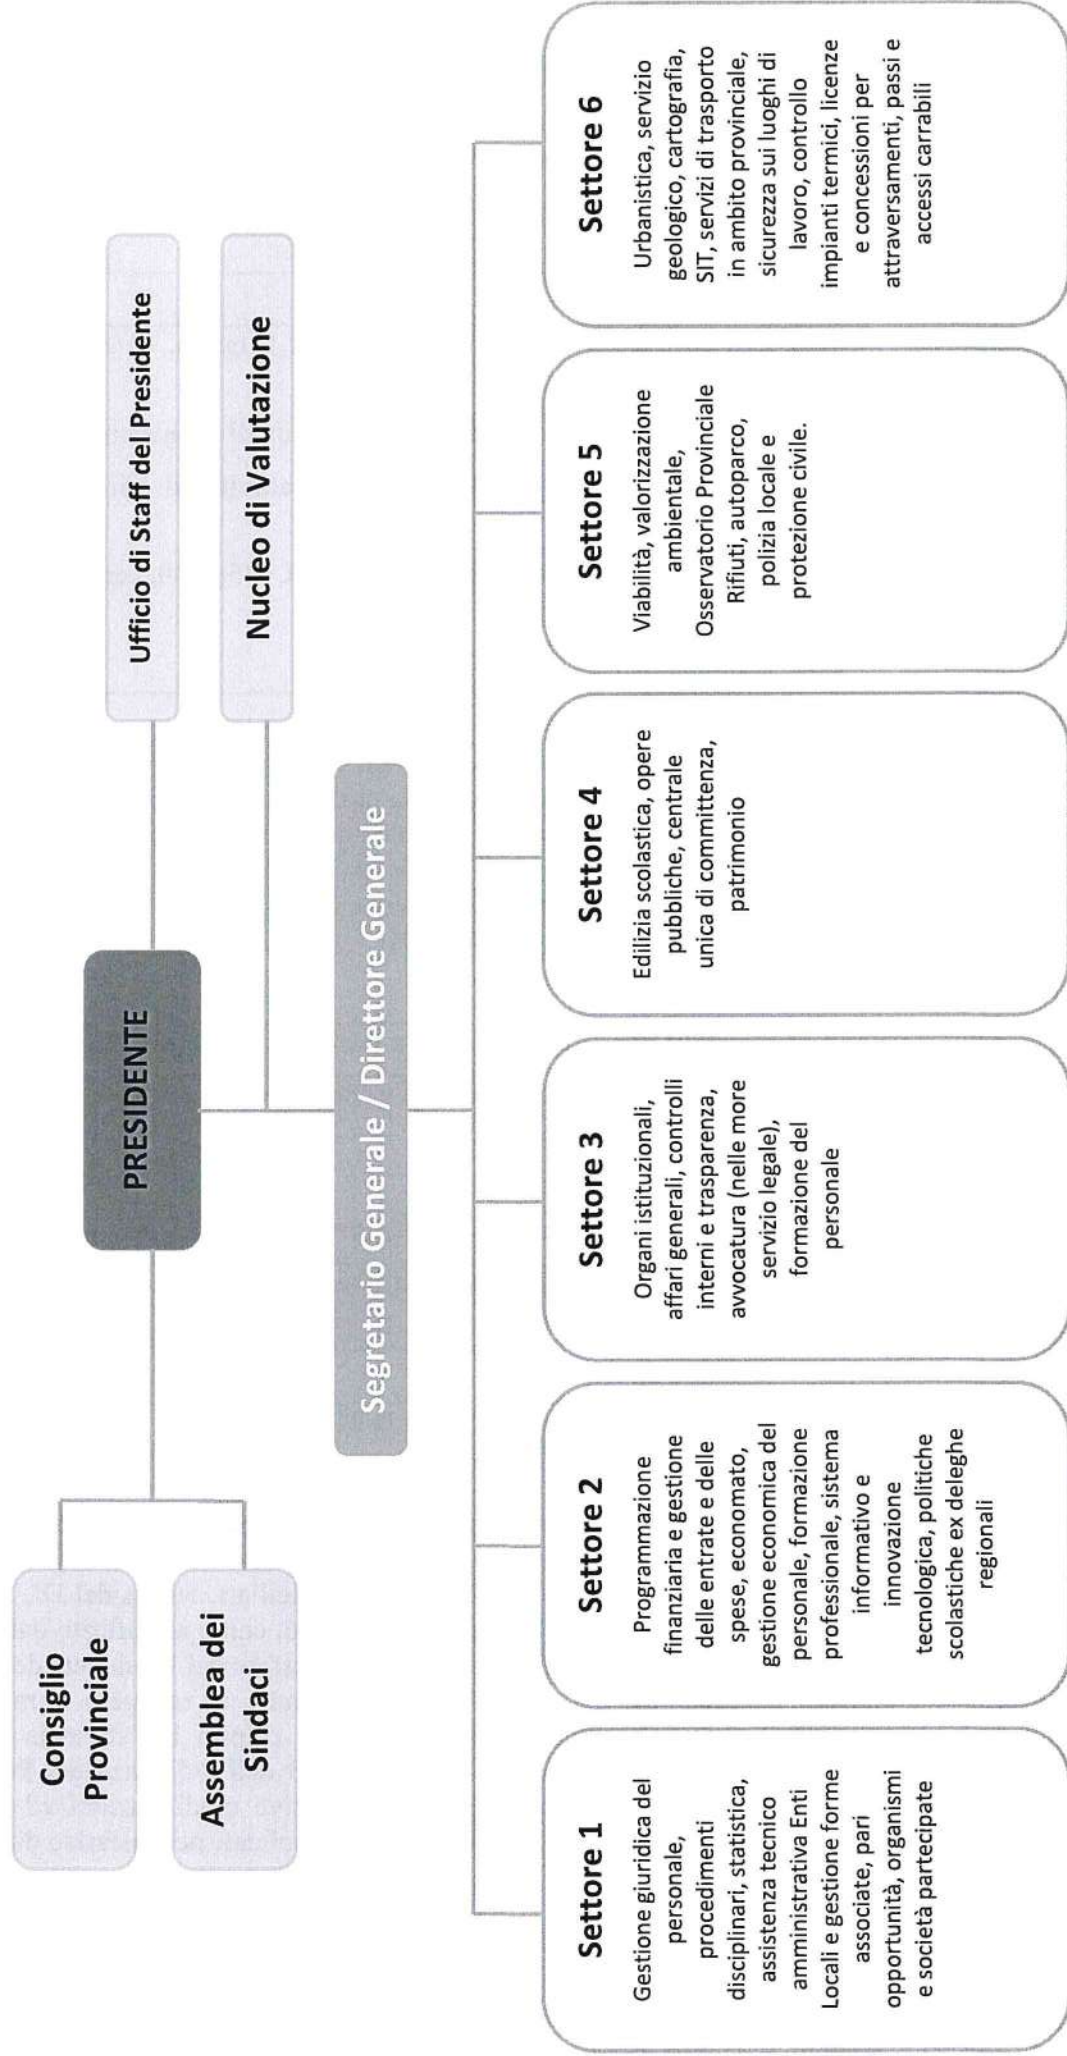 Consiglio
Provinciale
Assemblea dei
Sindaci
PRESIDENTE
Ufficio di Staff del Presidente
Nucleo di Valutazione
Segretario Generale / Direttore Generale
Settore 1
Gestione giuridica del
personale,
procedimenti
disciplinari, statistica,
assistenza tecnico
amministrativa Enti
Locali e gestione forme
associate, pari
opportunità, organismi
e società partecipate
Settore 2
Programmazione
finanziaria e gestione
delle entrate e delle
spese, economato,
gestione economica del
personale, formazione
professionale, sistema
informativo e
innovazione
tecnologica, politiche
scolastiche ex deleghe
regionali
Settore 3
Organi istituzionali,
affari generali, controlli
interni e trasparenza,
avvocatura (nelle more
servizio legale),
formazione del
personale
Settore 4
Edilizia scolastica, opere
pubbliche, centrale
unica di committenza,
patrimonio
Settore 5
Viabilità, valorizzazione
ambientale,
Osservatorio Provinciale
Rifiuti, autoparco,
polizia locale e
protezione civile.
Settore 6
Urbanistica, servizio
geologico, cartografia,
SIT, servizi di trasporto
in ambito provinciale,
sicurezza sui luoghi di
lavoro, controllo
impianti termici, licenze
e concessioni per
attraversamenti, passi e
accessi carrabili